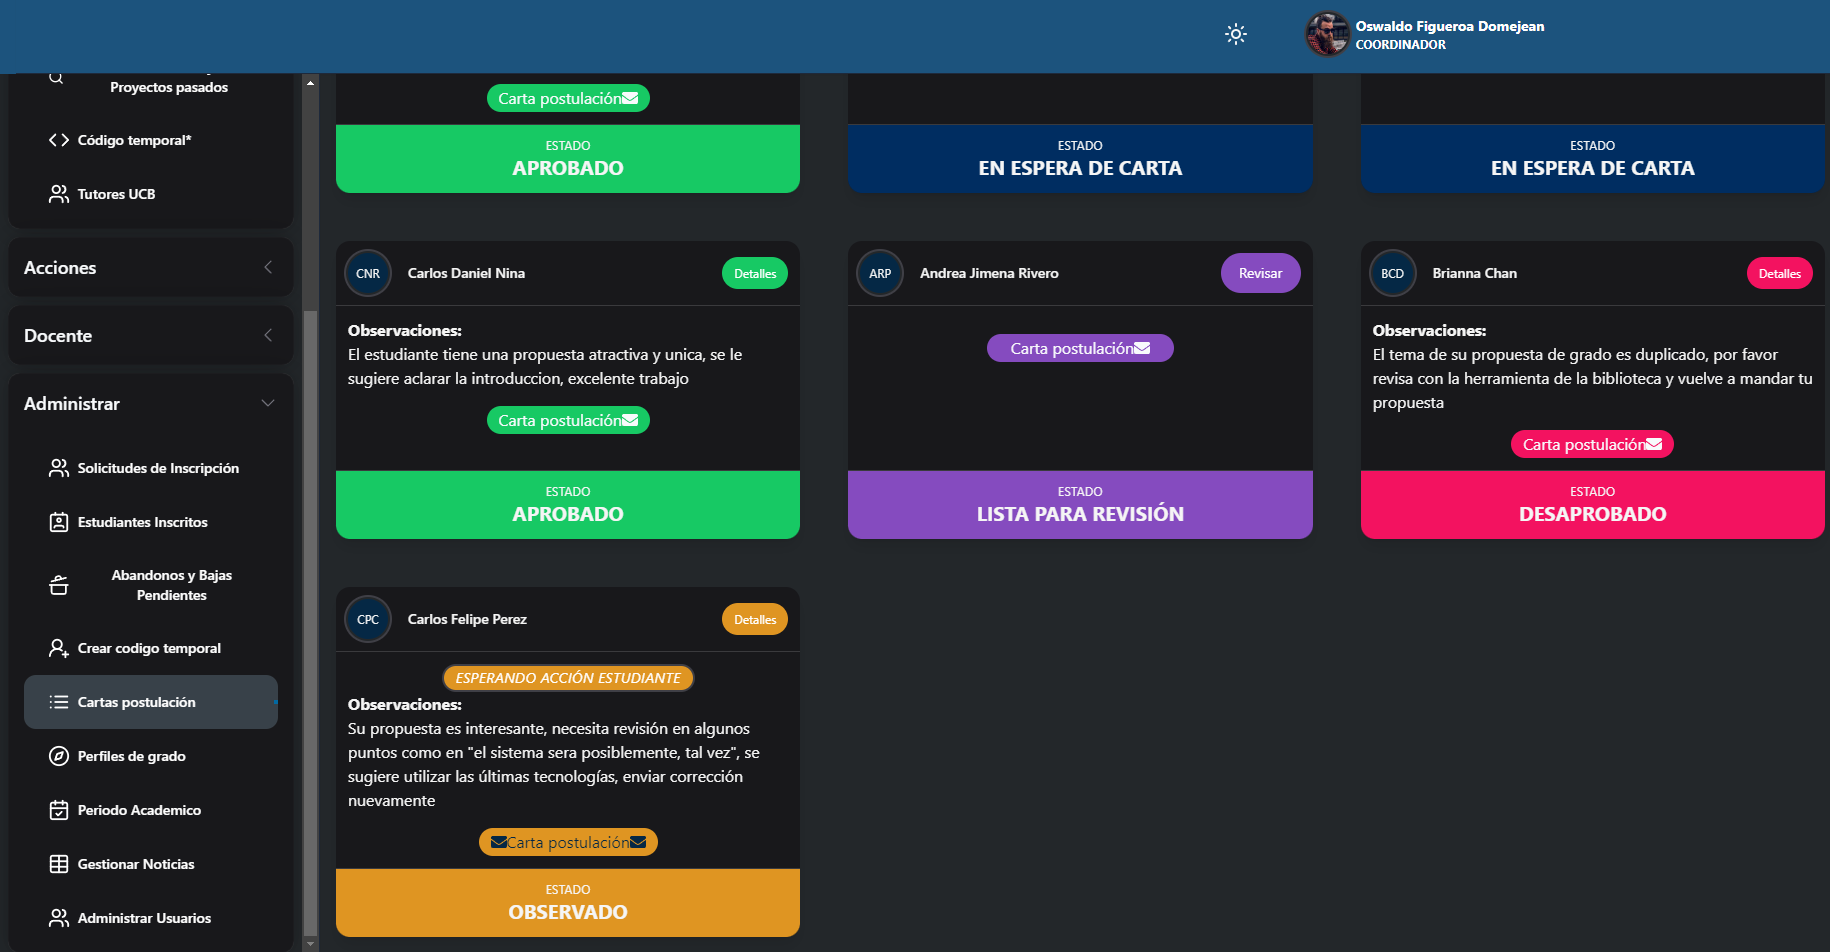 Oswaldo Figueroa Domejean
COORDINADOR
Proyectos pasados
Código temporal*
Tutores UCB
Acciones
Docente
Administrar
Solicitudes de Inscripción
Estudiantes Inscritos
Abandonos y Bajas
Pendientes
Crear codigo temporal
Cartas postulación
Perfiles de grado
Periodo Academico
Gestionar Noticias
Administrar Usuarios
Carta postulación
ESTADO
APROBADO
ESTADO
EN ESPERA DE CARTA
ESTADO
EN ESPERA DE CARTA
CNR
Carlos Daniel Nina
Detalles
Observaciones:
El estudiante tiene una propuesta atractiva y unica, se le
sugiere aclarar la introduccion, excelente trabajo
Carta postulación
ESTADO
APROBADO
ARP
Andrea Jimena Rivero
Revisar
Carta postulación
ESTADO
LISTA PARA REVISIÓN
BCD
Brianna Chan
Detalles
Observaciones:
El tema de su propuesta de grado es duplicado, por favor
revisa con la herramienta de la biblioteca y vuelve a mandar tu
propuesta
Carta postulación
ESTADO
DESAPROBADO
CPC
Carlos Felipe Perez
Detalles
ESPERANDO ACCIÓN ESTUDIANTE
Observaciones:
Su propuesta es interesante, necesita revisión en algunos
puntos como en "el sistema sera posiblemente, tal vez", se
sugiere utilizar las últimas tecnologías, enviar corrección
nuevamente
Carta postulación
ESTADO
OBSERVADO